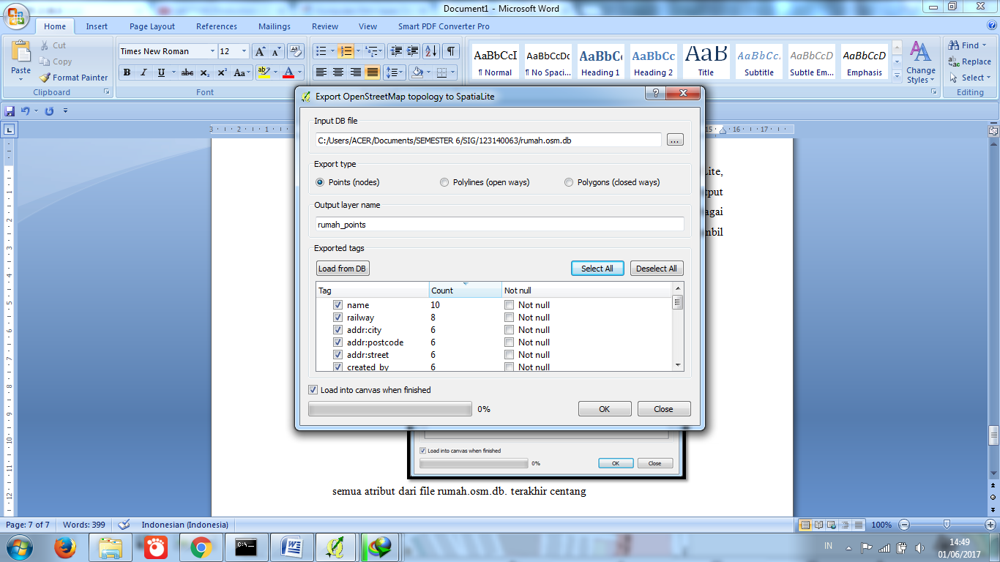 Document1 - Microsoft Word
Home Insert Page Layout References Mailings Review View Smart PDF Converter Pro
Paste
Cut
Copy
Format Painter
Clipboard
Times New Roman 12
B I U abc x₂ x² Aa
Font
AaBbCcI AaBbCcDc AaBbCc AaBbCc AaB AaBbCc. AaBbCcD AaBbCcD
¶ Normal ¶ No Spaci... Heading 1 Heading 2 Title Subtitle Subtle Em... Emphasis
Change Styles
Find
Replace
Select
Editing
Export OpenStreetMap topology to SpatiaLite
Input DB file
C:/Users/ACER/Documents/SEMESTER 6/SIG/123140063/rumah.osm.db
...
Export type
Points (nodes) Polylines (open ways) Polygons (closed ways)
Output layer name
rumah_points
Exported tags
Load from DB Select All Deselect All
Tag Count Not null
name 10 Not null
railway 8 Not null
addr:city 6 Not null
addr:postcode 6 Not null
addr:street 6 Not null
created_by 6 Not null
Load into canvas when finished
0% OK Close
Load into canvas when finished
0% OK Close
semua atribut dari file rumah.osm.db. terakhir centang
Page: 7 of 7 Words: 399 Indonesian (Indonesia) 100%
IN 14:49
01/06/2017